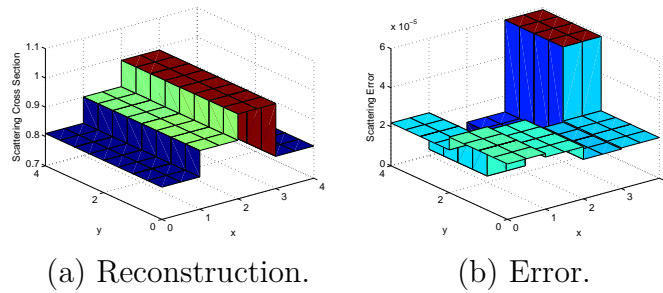 1.1
1
0.9
0.8
0.7
4
2
0
0
1
2
3
4
Scattering Cross Section
y
x
x 10^-5
6
4
2
0
4
2
0
0
1
2
3
4
Scattering Error
y
x
(a) Reconstruction.
(b) Error.